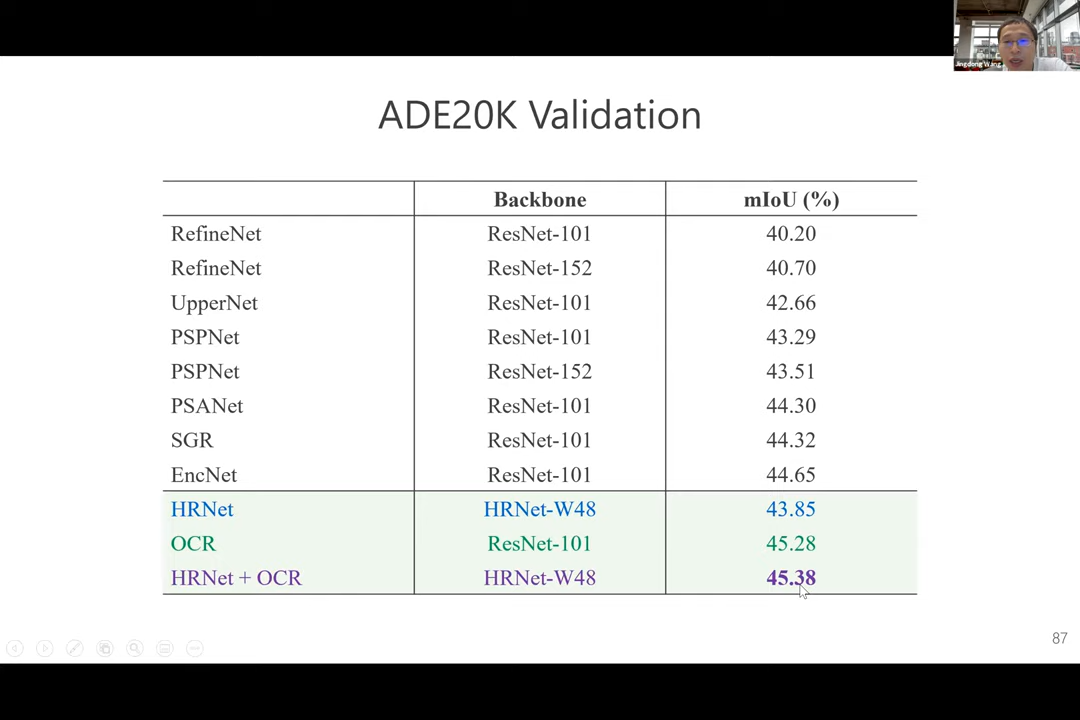 Jingdong Wang
ADE20K Validation
Backbone mIoU (%)
RefineNet ResNet-101 40.20
RefineNet ResNet-152 40.70
UpperNet ResNet-101 42.66
PSPNet ResNet-101 43.29
PSPNet ResNet-152 43.51
PSANet ResNet-101 44.30
SGR ResNet-101 44.32
EncNet ResNet-101 44.65
HRNet HRNet-W48 43.85
OCR ResNet-101 45.28
HRNet + OCR HRNet-W48 45.38
87